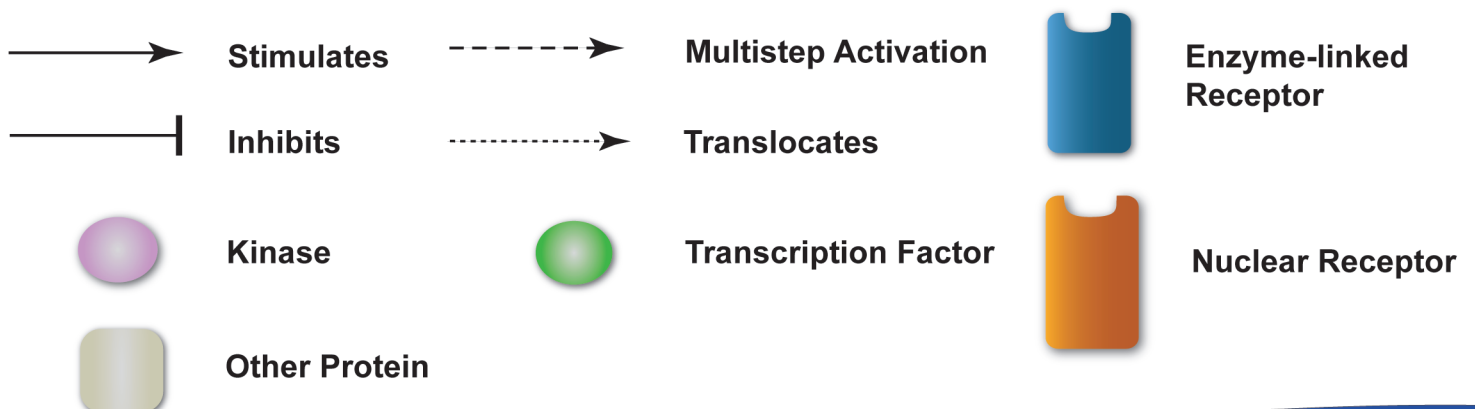 Stimulates
Multistep Activation
Enzyme-linked
Receptor
Inhibits
Translocates
Kinase
Transcription Factor
Nuclear Receptor
Other Protein